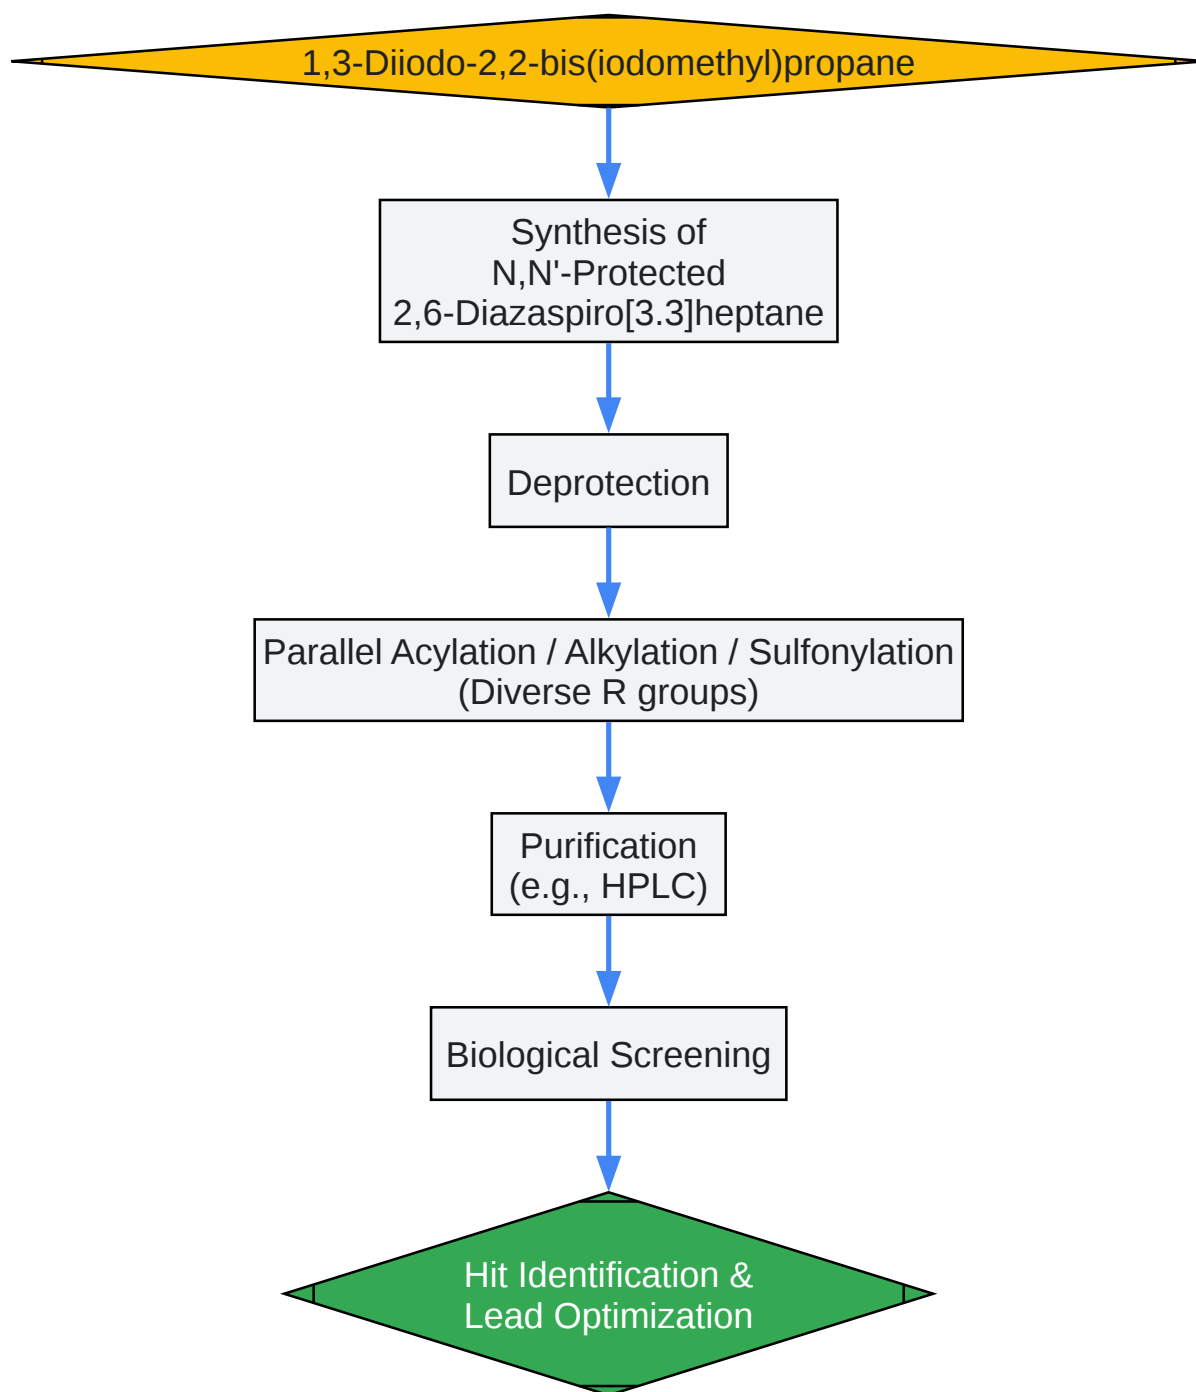 1,3-Diiodo-2,2-bis(iodomethyl)propane
Synthesis of
N,N'-Protected
2,6-Diazaspiro[3.3]heptane
Deprotection
Parallel Acylation / Alkylation / Sulfonylation
(Diverse R groups)
Purification
(e.g., HPLC)
Biological Screening
Hit Identification &
Lead Optimization